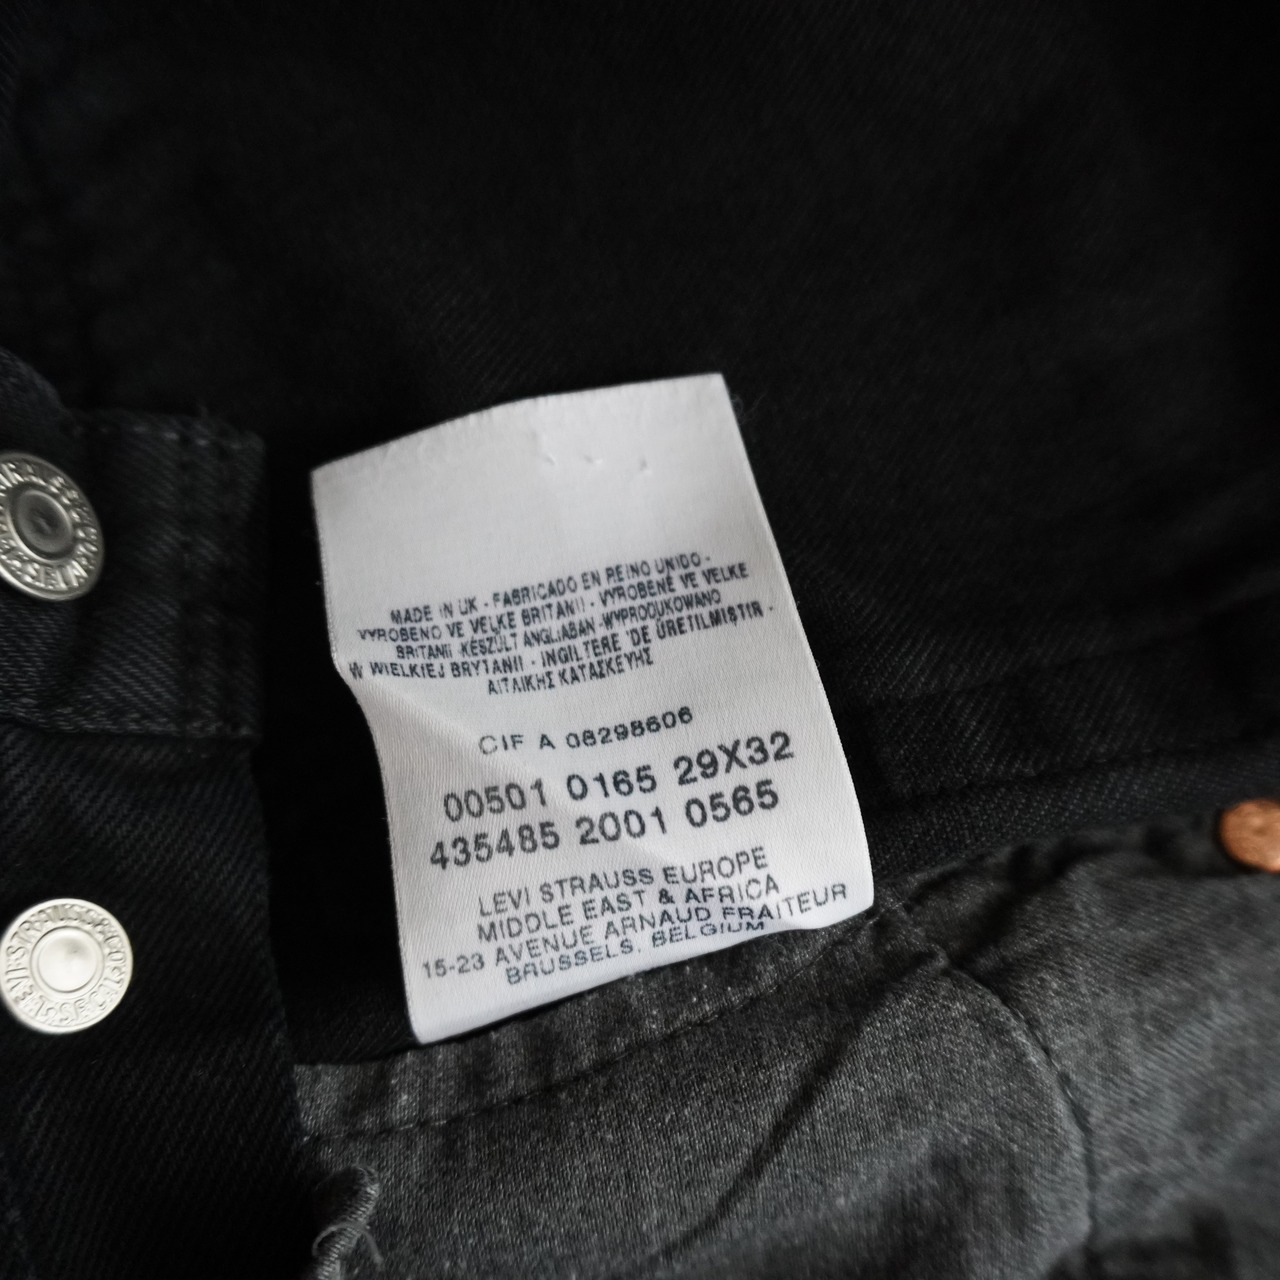 MADE IN UK - FABRICADO EN REINO UNIDO -
VYROBENO VE VELKE BRITANII - VYROBENÉ VE VELKE
BRITANII - KÉSZÜLT ANGLIABAN - WYPRODUKOWANO
W WIELKIEJ BRYTANII - INGILTERE 'DE ÜRETILMIŞTIR -
ΑΓΓΛΙΚΗΣ ΚΑΤΑΣΚΕΥΗΣ
CIF A 08298606
00501 0165 29X32
435485 2001 0565
LEVI STRAUSS EUROPE
MIDDLE EAST & AFRICA
15-23 AVENUE ARNAUD FRAITEUR
BRUSSELS, BELGIUM